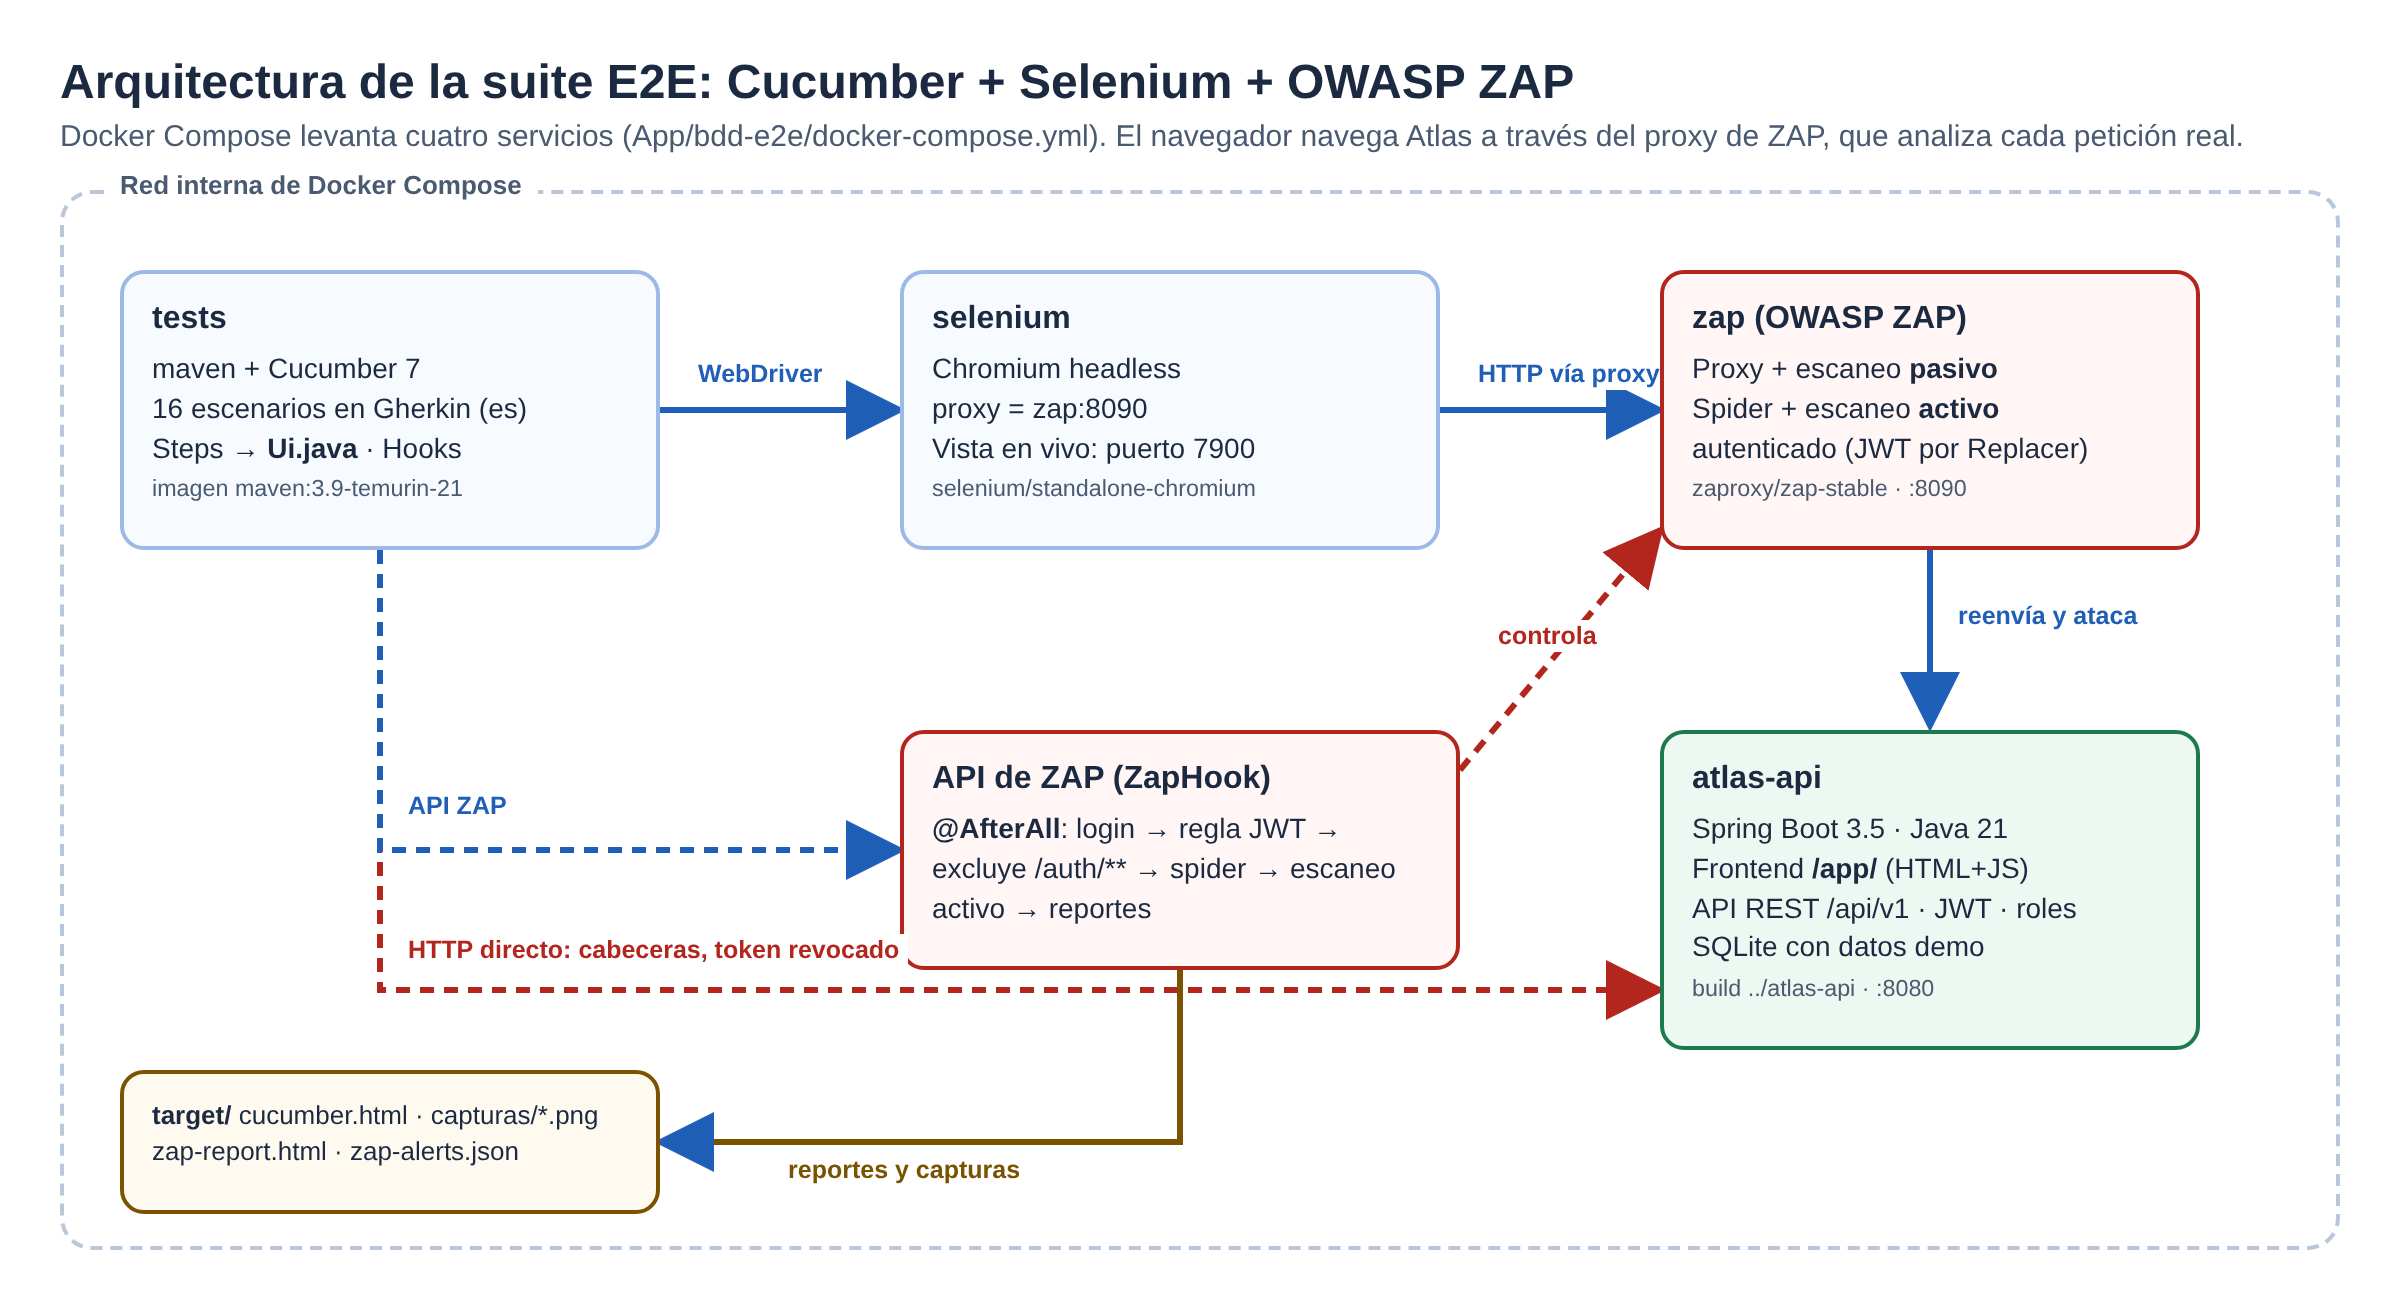 Arquitectura de la suite E2E: Cucumber + Selenium + OWASP ZAP
Docker Compose levanta cuatro servicios (App/bdd-e2e/docker-compose.yml). El navegador navega Atlas a través del proxy de ZAP, que analiza cada petición real.
Red interna de Docker Compose
tests
maven + Cucumber 7
16 escenarios en Gherkin (es)
Steps → Ui.java · Hooks
imagen maven:3.9-temurin-21
WebDriver
selenium
Chromium headless
proxy = zap:8090
Vista en vivo: puerto 7900
selenium/standalone-chromium
HTTP vía proxy
zap (OWASP ZAP)
Proxy + escaneo pasivo
Spider + escaneo activo
autenticado (JWT por Replacer)
zaproxy/zap-stable · :8090
controla
reenvía y ataca
API ZAP
API de ZAP (ZapHook)
@AfterAll: login → regla JWT →
excluye /auth/** → spider → escaneo
activo → reportes
HTTP directo: cabeceras, token revocado
atlas-api
Spring Boot 3.5 · Java 21
Frontend /app/ (HTML+JS)
API REST /api/v1 · JWT · roles
SQLite con datos demo
build ../atlas-api · :8080
target/ cucumber.html · capturas/*.png
zap-report.html · zap-alerts.json
reportes y capturas